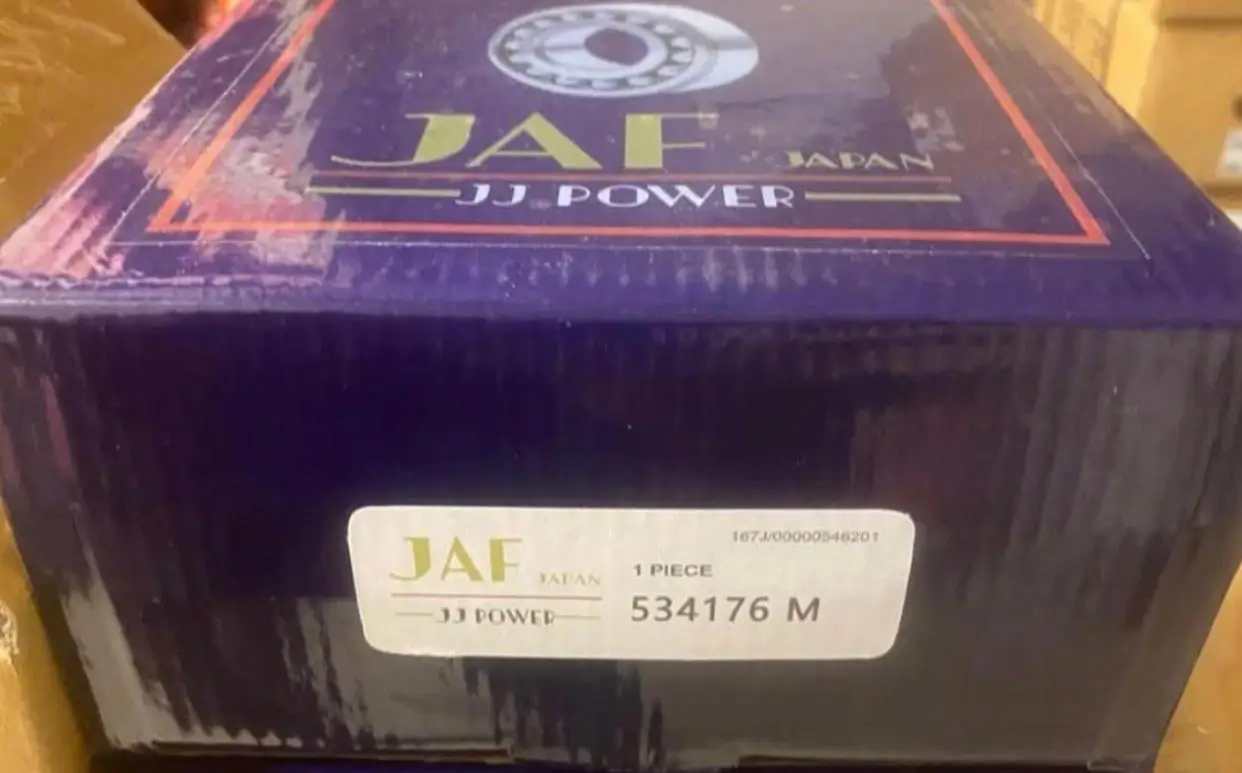 JAF JAPAN
JJ POWER
167J/00000546201
JAF JAPAN
1 PIECE
JJ POWER
534176 M